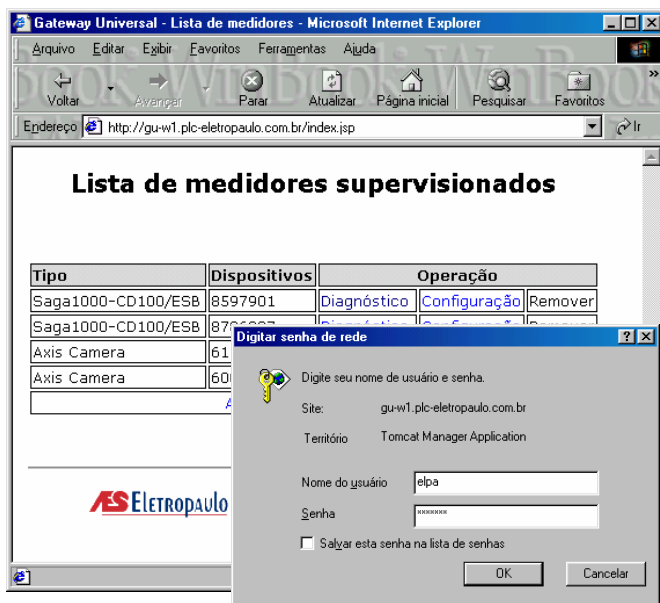 Gateway Universal - Lista de medidores - Microsoft Internet Explorer
Arquivo Editar Exibir Favoritos Ferramentas Ajuda
Voltar Avançar Parar Atualizar Página inicial Pesquisar Favoritos »
Endereço http://gu-w1.plc-eletropaulo.com.br/index.jsp Ir
Lista de medidores supervisionados
Tipo Dispositivos Operação
Saga1000-CD100/ESB 8597901 Diagnóstico Configuração Remover
Saga1000-CD100/ESB
Axis Camera 61
Axis Camera 60
A
AES ELETROPAULO
Digitar senha de rede
Digite seu nome de usuário e senha.
Site: gu-w1.plc-eletropaulo.com.br
Território Tomcat Manager Application
Nome do usuário elpa
Senha ×××××××
Salvar esta senha na lista de senhas
OK Cancelar